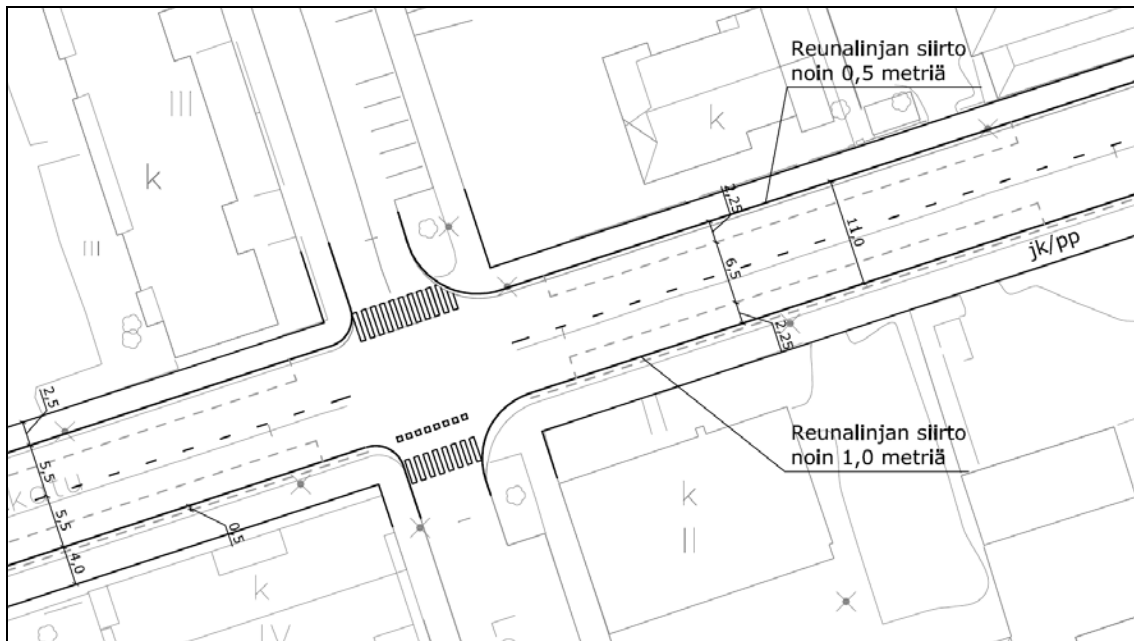 Reunalinjan siirto
noin 0,5 metriä
III
k
III
k
2,25
11,0
6,5
jk/pp
2,25
2,5
5,5
katu
5,5
0,5
4,0
Reunalinjan siirto
noin 1,0 metriä
k
II
k
IV